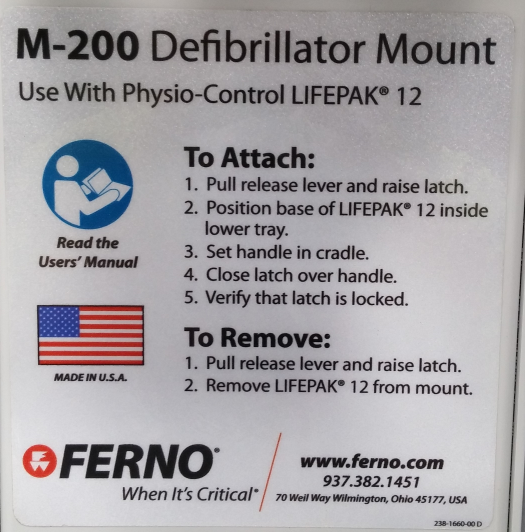 M-200 Defibrillator Mount
Use With Physio-Control LIFEPAK® 12
Read the
Users' Manual
MADE IN U.S.A.
To Attach:
1. Pull release lever and raise latch.
2. Position base of LIFEPAK® 12 inside
lower tray.
3. Set handle in cradle.
4. Close latch over handle.
5. Verify that latch is locked.
To Remove:
1. Pull release lever and raise latch.
2. Remove LIFEPAK® 12 from mount.
FERNO®
When It's Critical®
www.ferno.com
937.382.1451
70 Weil Way Wilmington, Ohio 45177, USA
238-1660-00 D